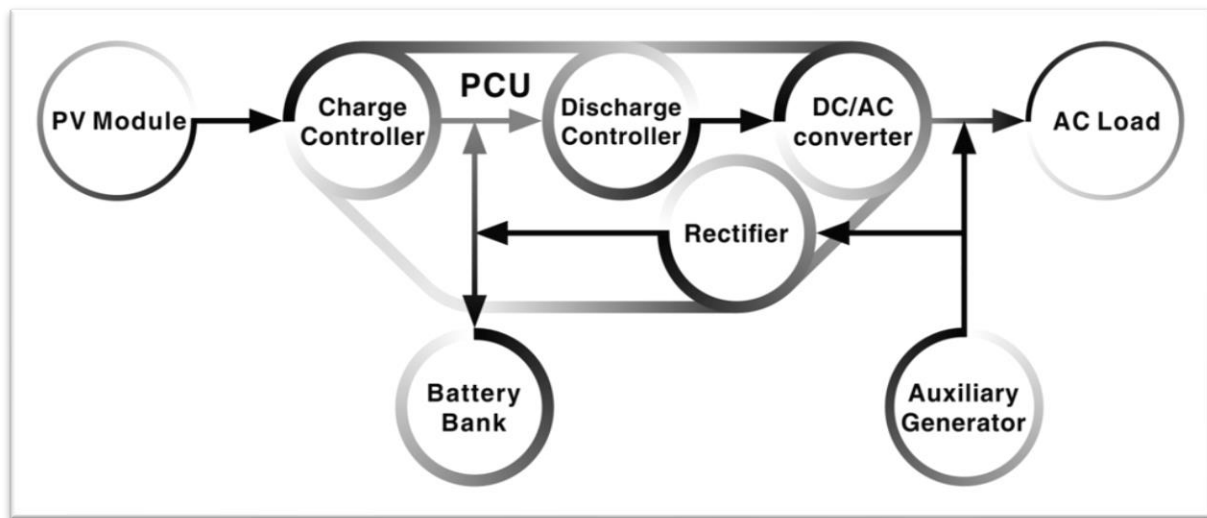 PCU
PV Module
Charge
Controller
Discharge
Controller
DC/AC
converter
AC Load
Rectifier
Battery
Bank
Auxiliary
Generator